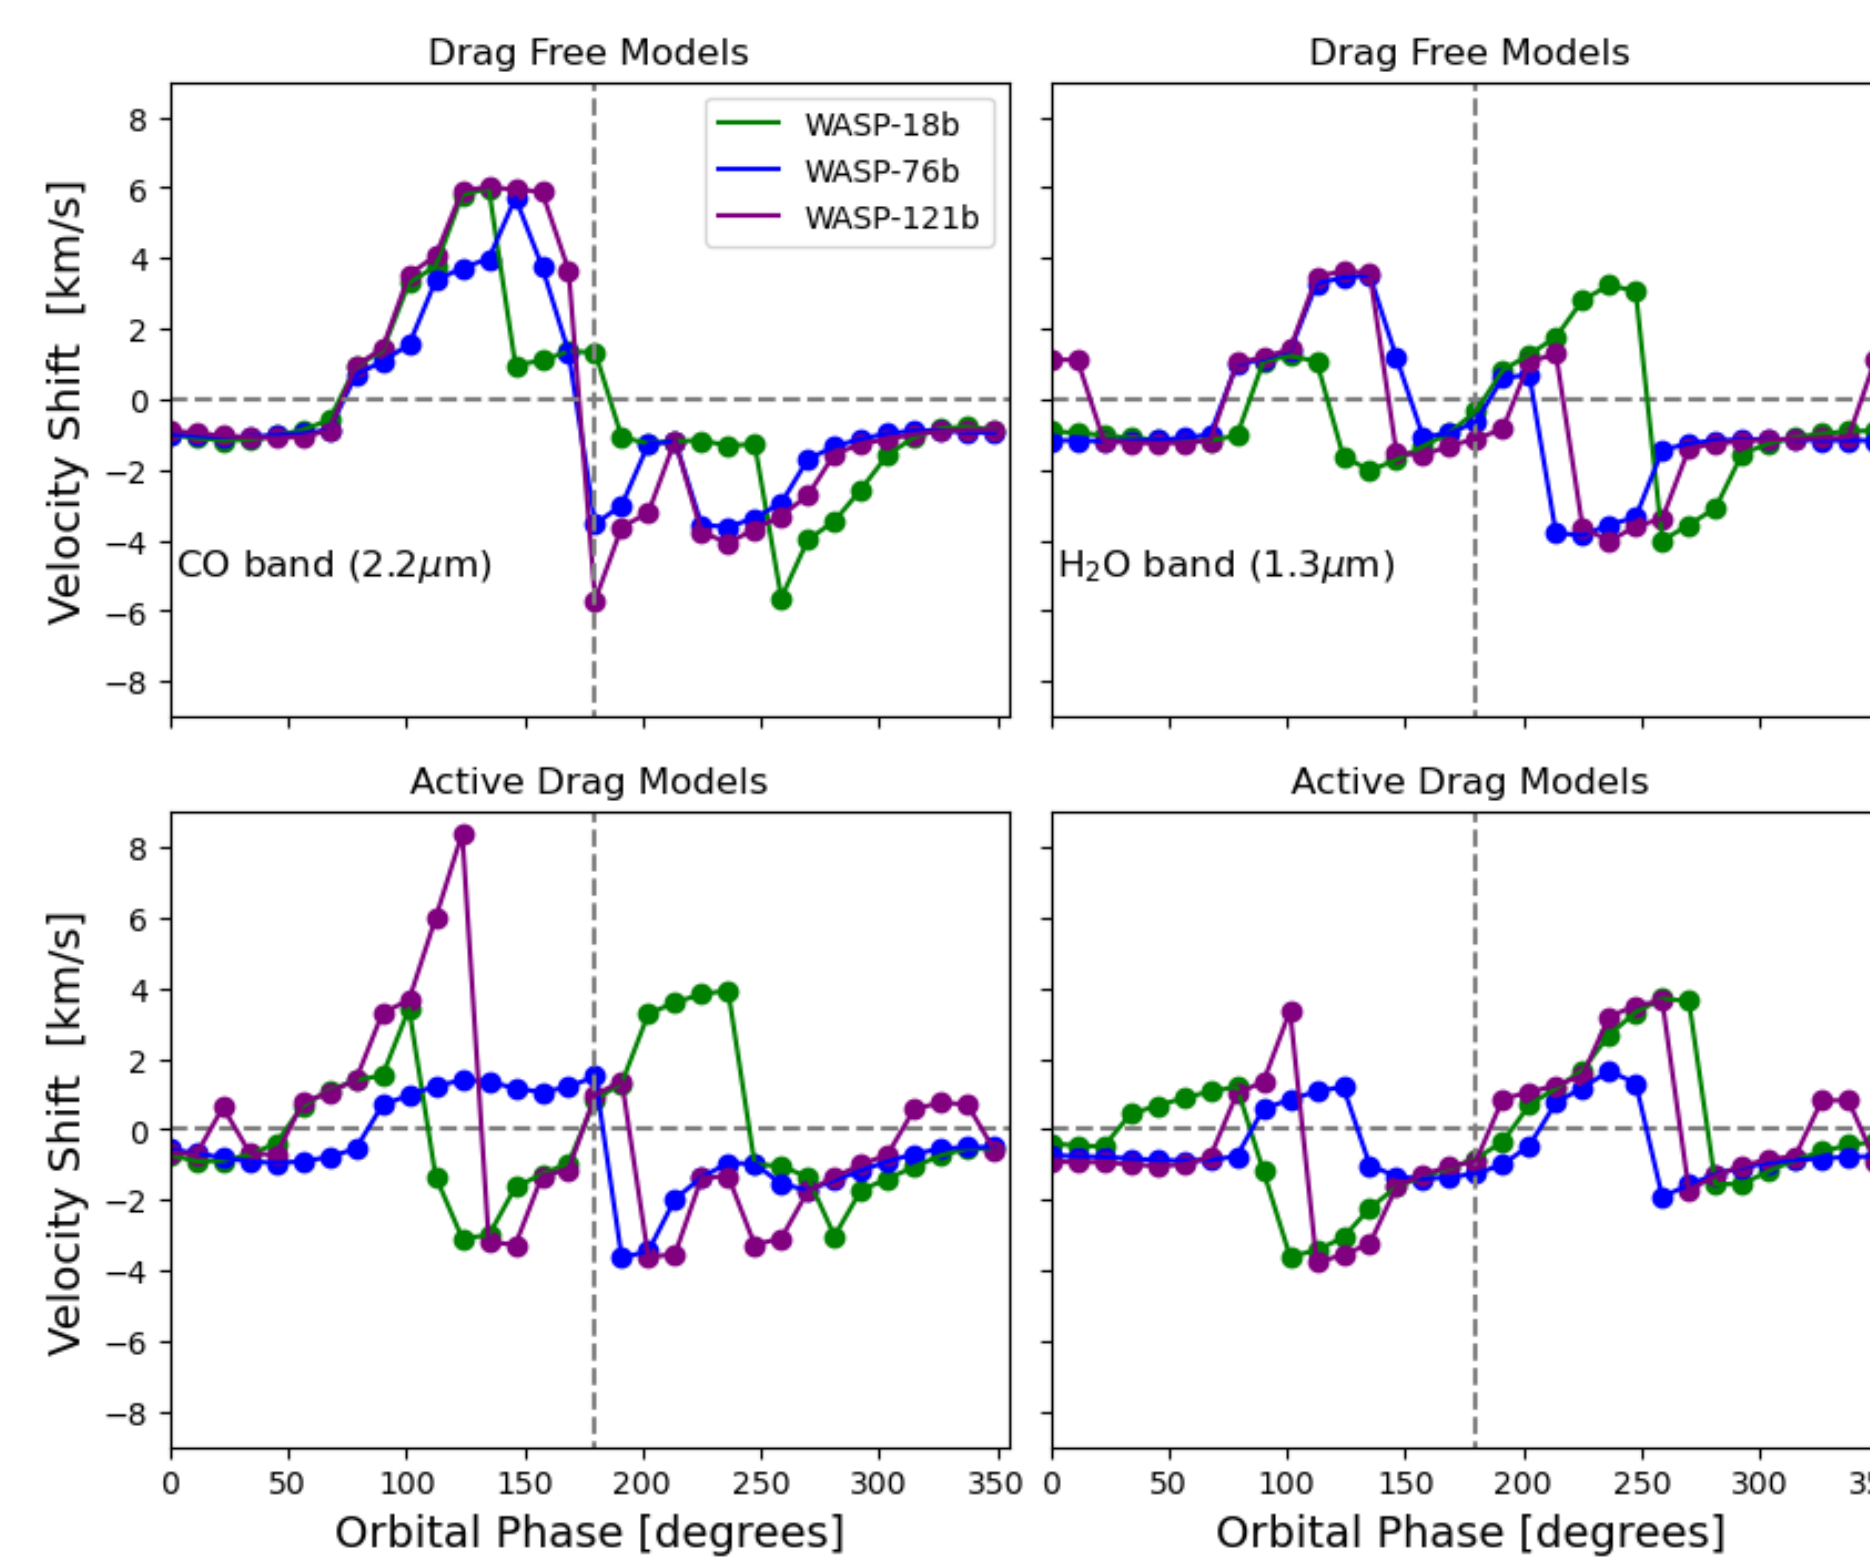 Drag Free Models
Drag Free Models
8
6
4
2
0
−2
−4
−6
−8
Velocity Shift [km/s]
WASP-18b
WASP-76b
WASP-121b
CO band (2.2μm)
H₂O band (1.3μm)
Active Drag Models
Active Drag Models
8
6
4
2
0
−2
−4
−6
−8
Velocity Shift [km/s]
0 50 100 150 200 250 300 350
0 50 100 150 200 250 300
Orbital Phase [degrees]
Orbital Phase [degrees]